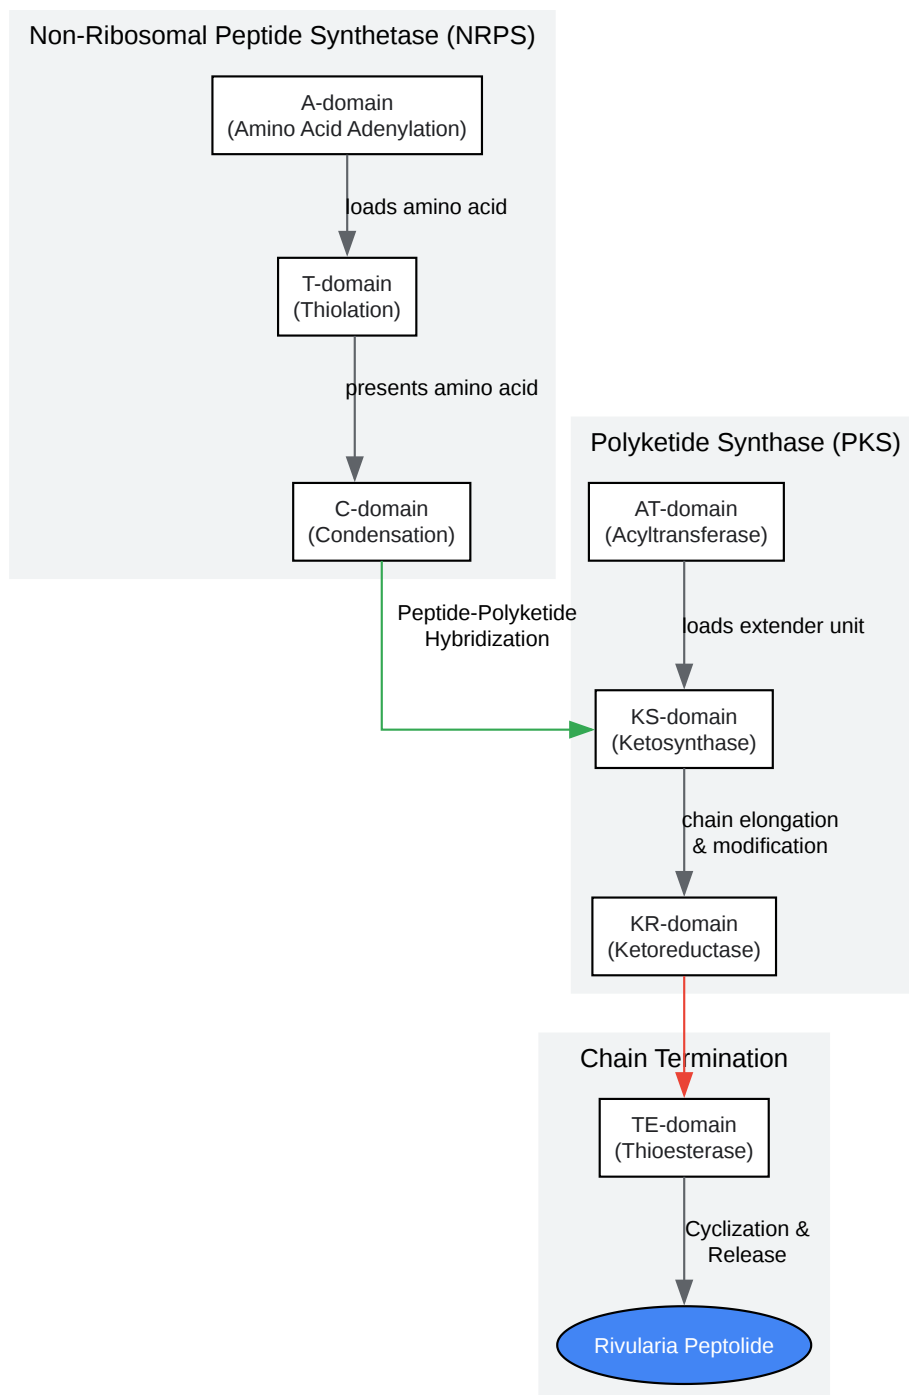 Non-Ribosomal Peptide Synthetase (NRPS)
A-domain
(Amino Acid Adenylation)
loads amino acid
T-domain
(Thiolation)
presents amino acid
C-domain
(Condensation)
Peptide-Polyketide
Hybridization
Polyketide Synthase (PKS)
AT-domain
(Acyltransferase)
loads extender unit
KS-domain
(Ketosynthase)
chain elongation
& modification
KR-domain
(Ketoreductase)
Chain Termination
TE-domain
(Thioesterase)
Cyclization &
Release
Rivularia Peptolide